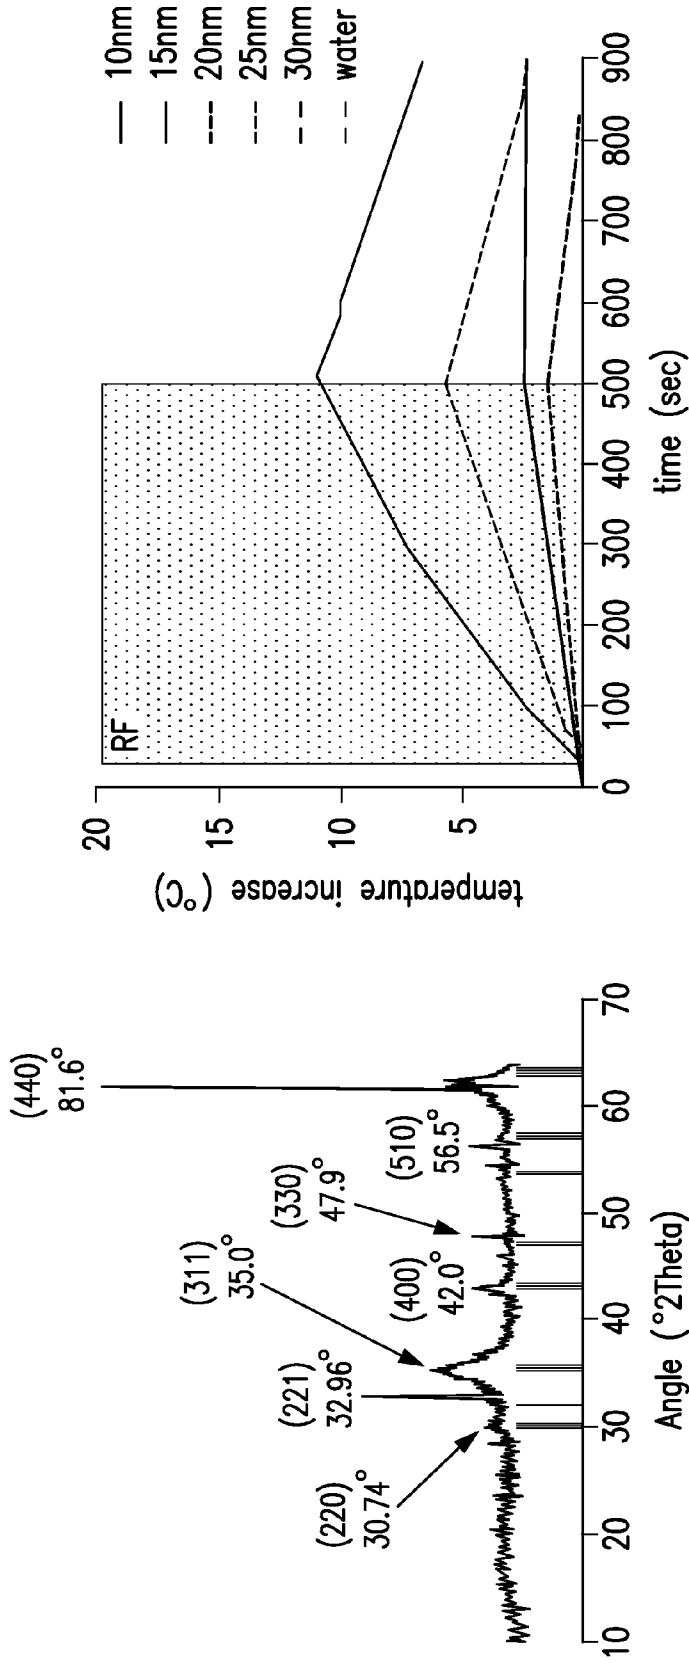 (440)
81.6°
(311)
35.0°
(330)
47.9°
(221)
32.96°
(510)
56.5°
(400)
42.0°
(220)
30.74°
10 20 30 40 50 60 70
Angle (°2Theta)
20
15
10
5
temperature increase (°C)
RF
10nm
15nm
20nm
25nm
30nm
water
0 100 200 300 400 500 600 700 800 900
time (sec)